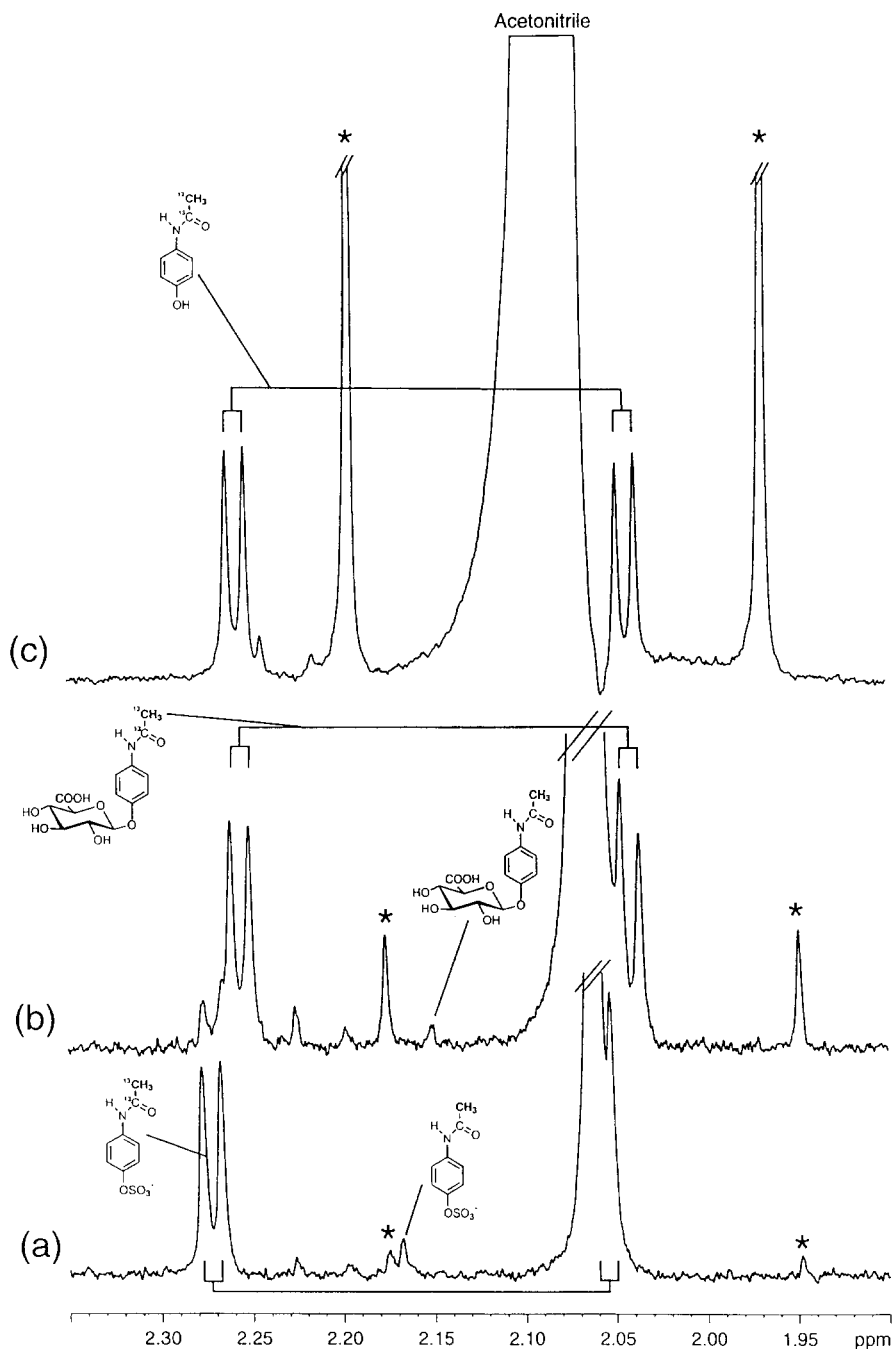 Acetonitrile
*
*
¹³CH₃
¹³C
H
N
O
OH
(c)
¹³CH₃
¹³C
H
N
O
COOH
O
HO
HO
OH
O
CH₃
C
H
N
O
COOH
O
HO
HO
OH
O
*
*
(b)
¹³CH₃
¹³C
H
N
O
OSO₃⁻
CH₃
C
H
N
O
OSO₃⁻
*
*
(a)
2.30 2.25 2.20 2.15 2.10 2.05 2.00 1.95 ppm